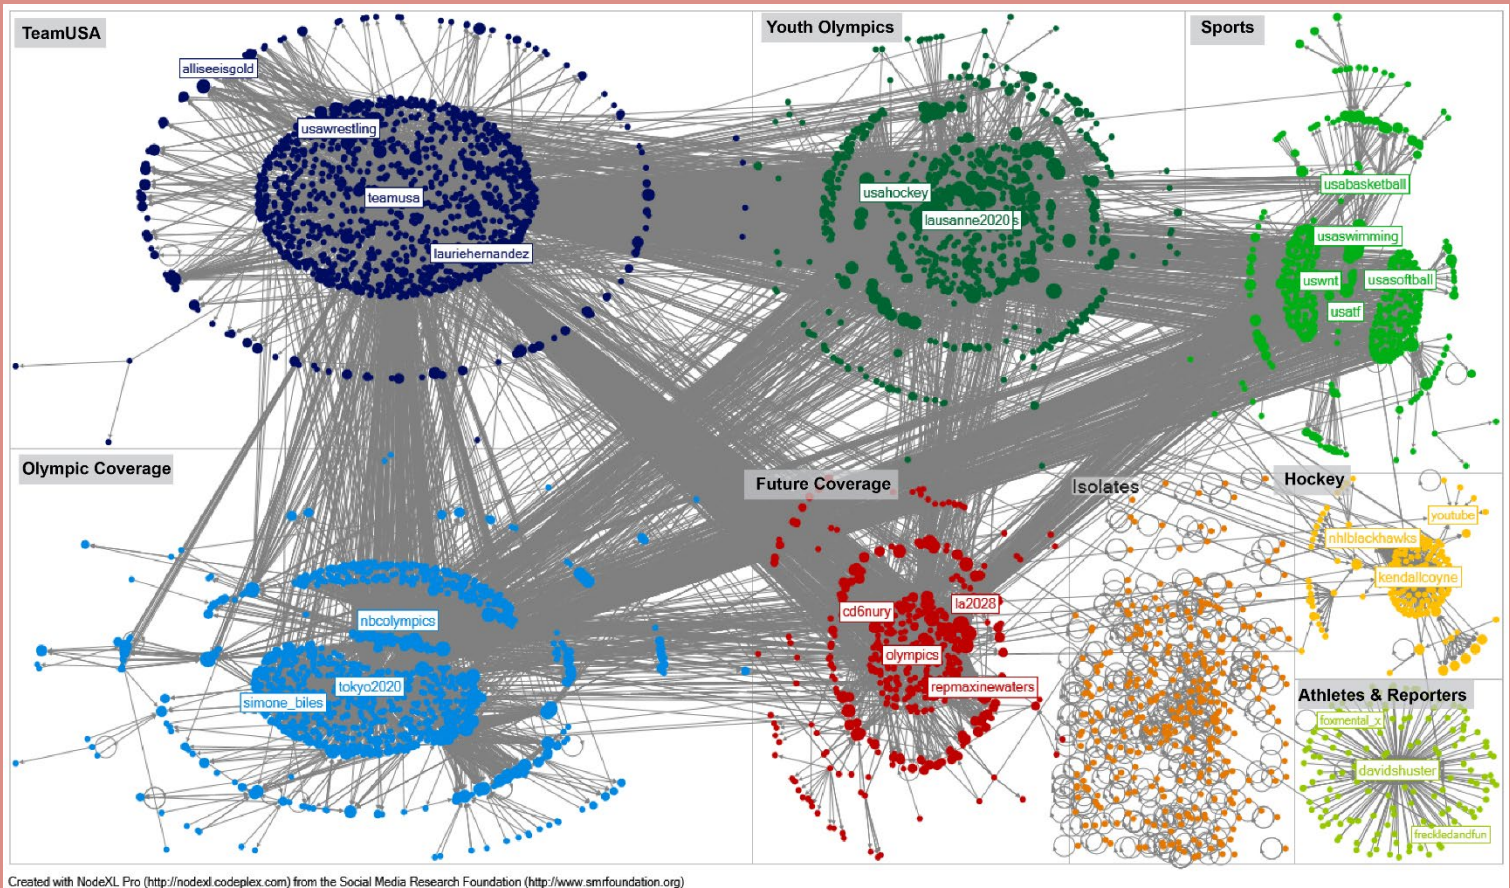 TeamUSA
alliseeisgold
usawrestling
teamusa
lauriehernandez
Youth Olympics
usahockey
lausanne2020
Sports
usabasketball
usaswimming
uswnt
usasoftball
usatf
Olympic Coverage
nbcolympics
tokyo2020
simone_biles
Future Coverage
cd6nury
la2028
olympics
repmaxinewaters
Isolates
Hockey
youtube
nhlblackhawks
kendallcoyne
Athletes & Reporters
foxmental_x
davidshuster
freckledandfun
Created with NodeXL Pro (http://nodexl.codeplex.com) from the Social Media Research Foundation (http://www.smrfoundation.org)